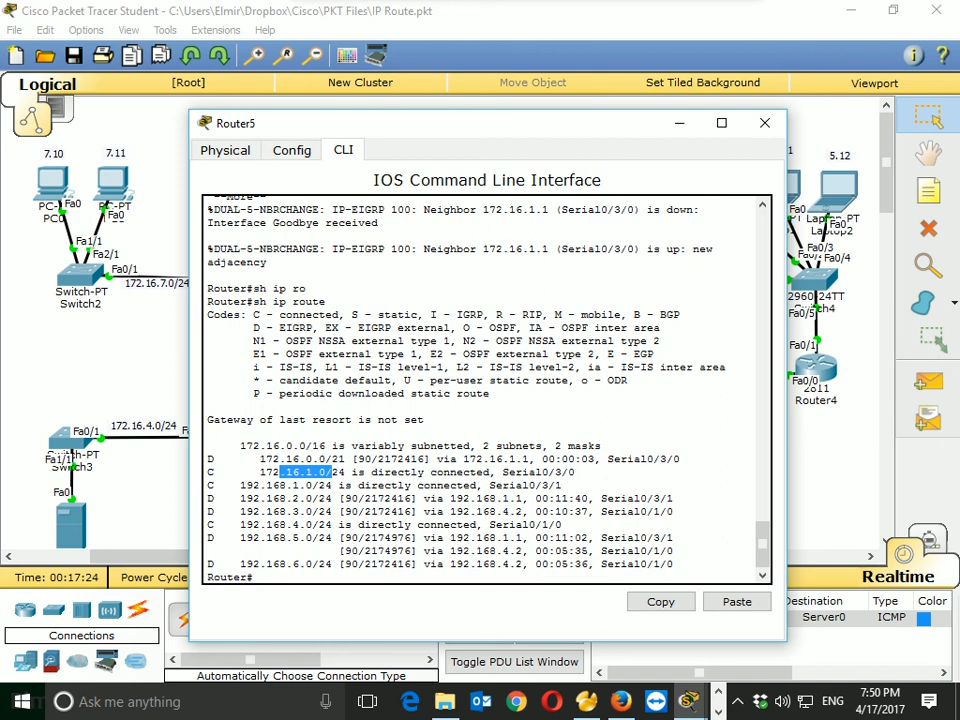 Cisco Packet Tracer Student - C:\Users\Elmir\Dropbox\Cisco\PKT Files\IP Route.pkt
File Edit Options View Tools Extensions Help
Logical [Root] New Cluster Move Object Set Tiled Background Viewport
Router5
Physical Config CLI
IOS Command Line Interface
--More--
%DUAL-5-NBRCHANGE: IP-EIGRP 100: Neighbor 172.16.1.1 (Serial0/3/0) is down:
Interface Goodbye received
%DUAL-5-NBRCHANGE: IP-EIGRP 100: Neighbor 172.16.1.1 (Serial0/3/0) is up: new
adjacency
Router#sh ip ro
Router#sh ip route
Codes: C - connected, S - static, I - IGRP, R - RIP, M - mobile, B - BGP
D - EIGRP, EX - EIGRP external, O - OSPF, IA - OSPF inter area
N1 - OSPF NSSA external type 1, N2 - OSPF NSSA external type 2
E1 - OSPF external type 1, E2 - OSPF external type 2, E - EGP
i - IS-IS, L1 - IS-IS level-1, L2 - IS-IS level-2, ia - IS-IS inter area
* - candidate default, U - per-user static route, o - ODR
P - periodic downloaded static route
Gateway of last resort is not set
172.16.0.0/16 is variably subnetted, 2 subnets, 2 masks
D 172.16.0.0/21 [90/2172416] via 172.16.1.1, 00:00:03, Serial0/3/0
C 172.16.1.0/24 is directly connected, Serial0/3/0
C 192.168.1.0/24 is directly connected, Serial0/3/1
D 192.168.2.0/24 [90/2172416] via 192.168.1.1, 00:11:40, Serial0/3/1
D 192.168.3.0/24 [90/2172416] via 192.168.4.2, 00:10:37, Serial0/1/0
C 192.168.4.0/24 is directly connected, Serial0/1/0
D 192.168.5.0/24 [90/2174976] via 192.168.1.1, 00:11:02, Serial0/3/1
[90/2174976] via 192.168.4.2, 00:05:35, Serial0/1/0
D 192.168.6.0/24 [90/2172416] via 192.168.4.2, 00:05:36, Serial0/1/0
Router#
Copy Paste
7.10 7.11
Fa0
PC-PT
PC0
Fa0
Fa1/1
Fa2/1
Fa0/1
172.16.7.0/24
Switch-PT
Switch2
Fa0/1
172.16.4.0/24
Switch3
Fa0
5.12
Fa0
Laptop2
Fa0/3
Fa0/4
2960-24TT
Fa0/5
Fa0/1
Fa0/0
2811
Router4
Time: 00:17:24 Power Cycle
Realtime
Connections
Automatically Choose Connection Type
Toggle PDU List Window
Destination Type Color
Server0 ICMP
Ask me anything
ENG
7:50 PM
4/17/2017